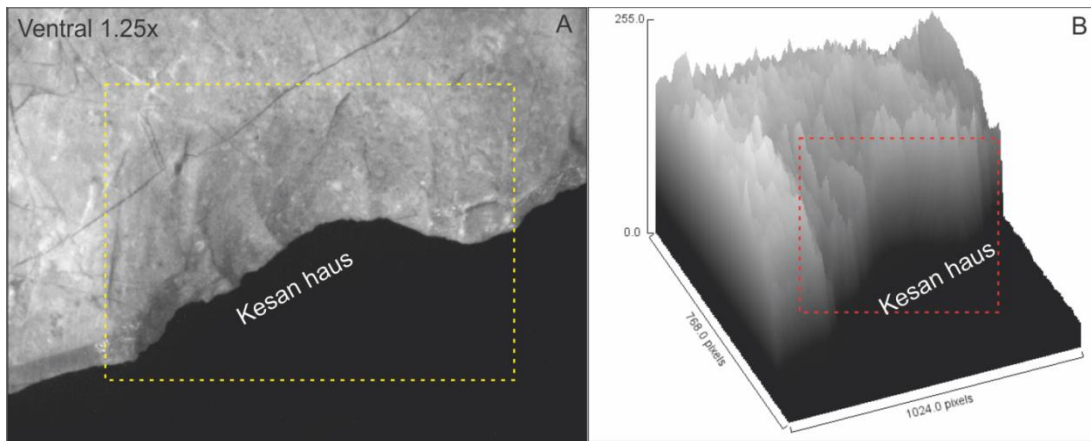 Ventral 1.25x
A
Kesan haus
B
255.0
0.0
Kesan haus
768.0 pixels
1024.0 pixels